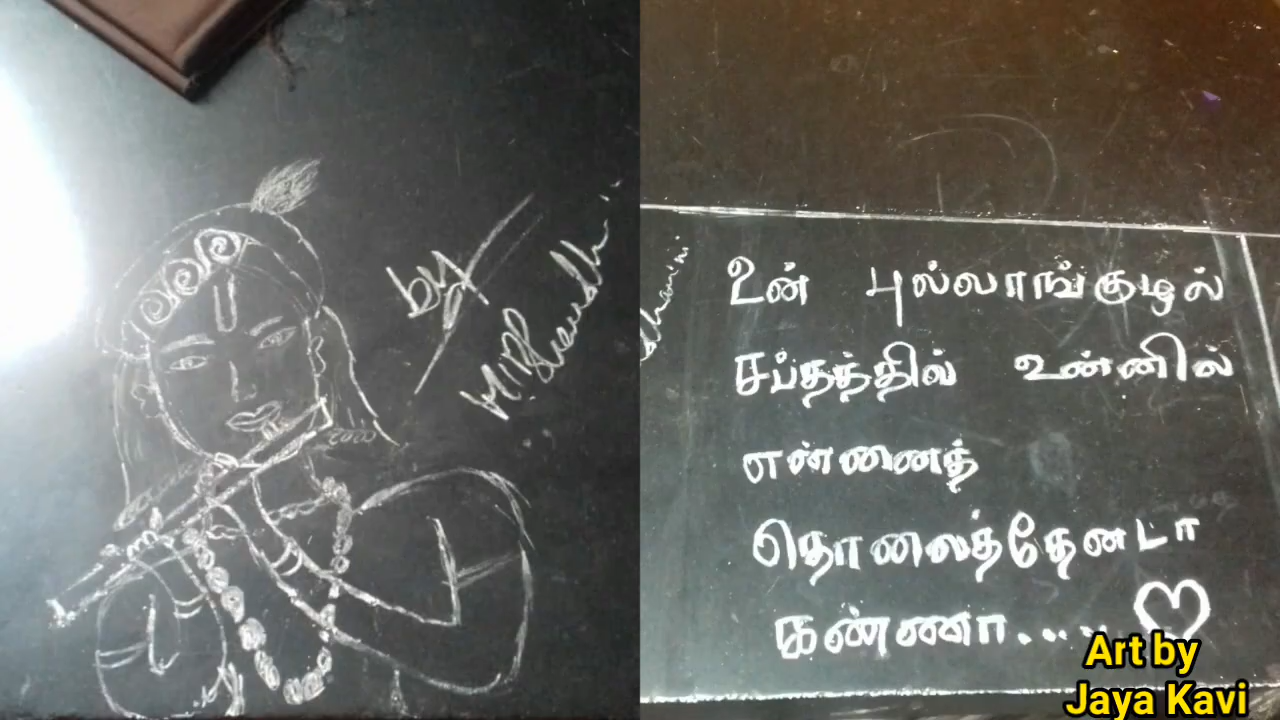 by
உன் புல்லாங்குழல்
சப்தத்தில் உன்னில்
என்னைத்
தொலைத்தேனடா
கண்ணா.....
Art by
Jaya Kavi